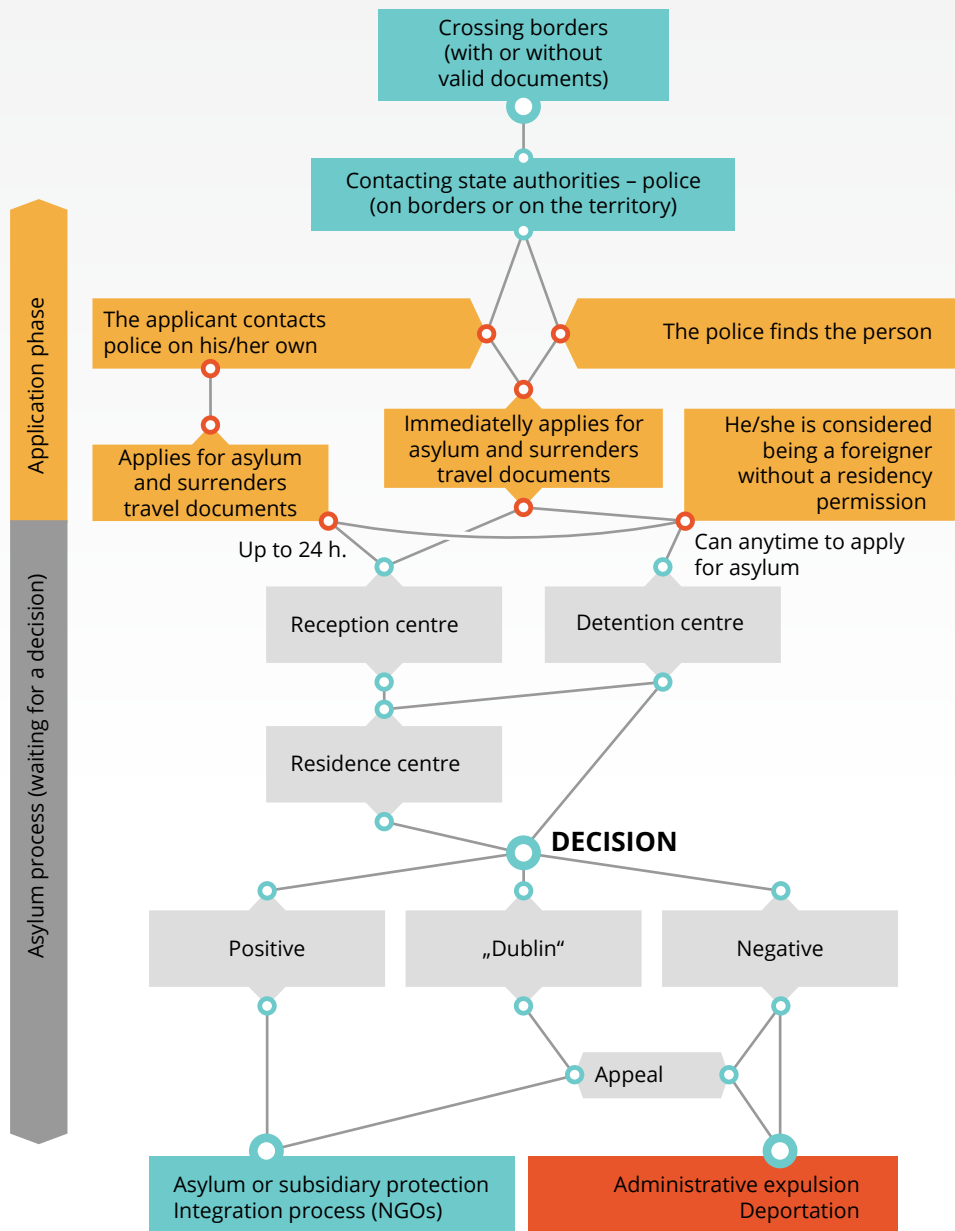 Crossing borders
(with or without
valid documents)
Contacting state authorities – police
(on borders or on the territory)
Application phase
The applicant contacts
police on his/her own
The police finds the person
Applies for asylum
and surrenders
travel documents
Immediatelly applies for
asylum and surrenders
travel documents
He/she is considered
being a foreigner
without a residency
permission
Asylum process (waiting for a decision)
Up to 24 h.
Can anytime to apply
for asylum
Reception centre
Detention centre
Residence centre
DECISION
Positive
„Dublin“
Negative
Appeal
Asylum or subsidiary protection
Integration process (NGOs)
Administrative expulsion
Deportation